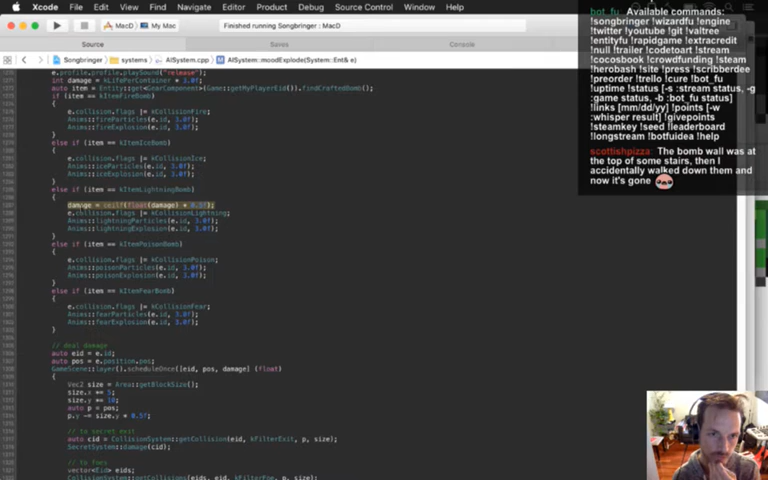 Xcode File Edit View Find Navigate Editor Product Debug Source Control Window Help
MacD My Mac
Finished running Songbringer : MacD
Source Saves Console
Songbringer systems AISystem.cpp AISystem::moodExplode(System::Ent& e)
e.profile.profile.playSound("release");
int damage = kLifePerContainer * 3.0f;
auto item = Entity::get<GearComponent>(Game::getMyPlayerEid()).findCraftedBomb();
if (item == kItemFireBomb)
{
e.collision.flags |= kCollisionFire;
Anims::fireParticles(e.id, 3.0f);
Anims::fireExplosion(e.id, 3.0f);
}
else if (item == kItemIceBomb)
{
e.collision.flags |= kCollisionIce;
Anims::iceParticles(e.id, 3.0f);
Anims::iceExplosion(e.id, 3.0f);
}
else if (item == kItemLightningBomb)
{
damage = ceilf(float(damage) * 0.5f);
e.collision.flags |= kCollisionLightning;
Anims::lightningParticles(e.id, 3.0f);
Anims::lightningExplosion(e.id, 3.0f);
}
else if (item == kItemPoisonBomb)
{
e.collision.flags |= kCollisionPoison;
Anims::poisonParticles(e.id, 3.0f);
Anims::poisonExplosion(e.id, 3.0f);
}
else if (item == kItemFearBomb)
{
e.collision.flags |= kCollisionFear;
Anims::fearParticles(e.id, 3.0f);
Anims::fearExplosion(e.id, 3.0f);
}
// deal damage
auto eid = e.id;
auto pos = e.position.pos;
GameScene::layer().scheduleOnce([eid, pos, damage] (float)
{
Vec2 size = Area::getBlockSize();
size.x *= 5;
size.y *= 10;
auto p = pos;
p.y -= size.y * 0.5f;
// to secret exit
auto cid = CollisionSystem::getCollision(eid, kFilterExit, p, size);
SecretSystem::damage(cid);
// to foes
vector<Eid> eids;
CollisionSystem::getCollisions(eids, eid, kFilterFoe, p, size);
bot_fu: Available commands:
!songbringer !wizardfu !engine
!twitter !youtube !git !valtree
!entityfu !rapidgame !extracredit
!null !trailer !codetoart !stream
!cocosbook !crowdfunding !steam
!herobash !site !press !scribberdee
!preorder !trello !cure !bot_fu
!uptime !status [-s :stream status, -g
:game status, -b :bot_fu status]
!links [mm/dd/yy] !points [-w
:whisper result] !givepoints
!steamkey !seed !leaderboard
!longstream !botfuidea !help
scottishpizza: The bomb wall was at
the top of some stairs, then I
accidentally walked down them and
now it's gone